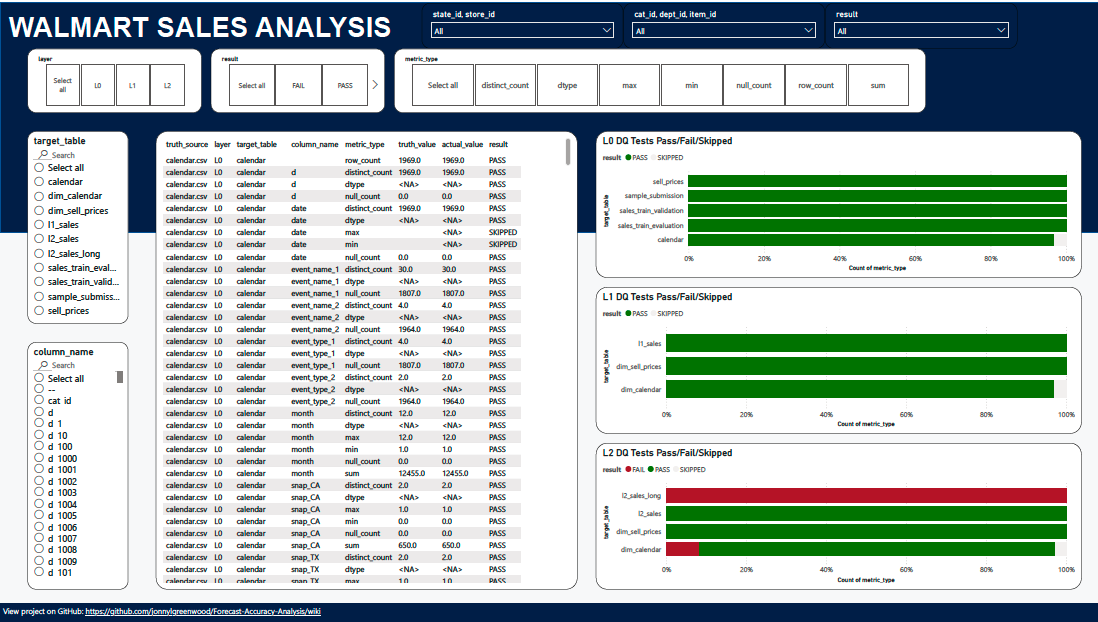 WALMART SALES ANALYSIS
state_id, store_id
All
cat_id, dept_id, item_id
All
result
All
layer
Select all
L0
L1
L2
result
Select all
FAIL
PASS
metric_type
Select all
distinct_count
dtype
max
min
null_count
row_count
sum
target_table
Search
Select all
calendar
dim_calendar
dim_sell_prices
l1_sales
l2_sales
l2_sales_long
sales_train_eval...
sales_train_valid...
sample_submiss...
sell_prices
column_name
Search
Select all
--
cat_id
d
d_1
d_10
d_100
d_1000
d_1001
d_1002
d_1003
d_1004
d_1005
d_1006
d_1007
d_1008
d_1009
d_101
truth_source layer target_table column_name metric_type truth_value actual_value result
calendar.csv L0 calendar row_count 1969.0 1969.0 PASS
calendar.csv L0 calendar d distinct_count 1969.0 1969.0 PASS
calendar.csv L0 calendar d dtype <NA> <NA> PASS
calendar.csv L0 calendar d null_count 0.0 0.0 PASS
calendar.csv L0 calendar date distinct_count 1969.0 1969.0 PASS
calendar.csv L0 calendar date dtype <NA> <NA> PASS
calendar.csv L0 calendar date max <NA> SKIPPED
calendar.csv L0 calendar date min <NA> SKIPPED
calendar.csv L0 calendar date null_count 0.0 0.0 PASS
calendar.csv L0 calendar event_name_1 distinct_count 30.0 30.0 PASS
calendar.csv L0 calendar event_name_1 dtype <NA> <NA> PASS
calendar.csv L0 calendar event_name_1 null_count 1807.0 1807.0 PASS
calendar.csv L0 calendar event_name_2 distinct_count 4.0 4.0 PASS
calendar.csv L0 calendar event_name_2 dtype <NA> <NA> PASS
calendar.csv L0 calendar event_name_2 null_count 1964.0 1964.0 PASS
calendar.csv L0 calendar event_type_1 distinct_count 4.0 4.0 PASS
calendar.csv L0 calendar event_type_1 dtype <NA> <NA> PASS
calendar.csv L0 calendar event_type_1 null_count 1807.0 1807.0 PASS
calendar.csv L0 calendar event_type_2 distinct_count 2.0 2.0 PASS
calendar.csv L0 calendar event_type_2 dtype <NA> <NA> PASS
calendar.csv L0 calendar event_type_2 null_count 1964.0 1964.0 PASS
calendar.csv L0 calendar month distinct_count 12.0 12.0 PASS
calendar.csv L0 calendar month dtype <NA> <NA> PASS
calendar.csv L0 calendar month max 12.0 12.0 PASS
calendar.csv L0 calendar month min 1.0 1.0 PASS
calendar.csv L0 calendar month null_count 0.0 0.0 PASS
calendar.csv L0 calendar month sum 12455.0 12455.0 PASS
calendar.csv L0 calendar snap_CA distinct_count 2.0 2.0 PASS
calendar.csv L0 calendar snap_CA dtype <NA> <NA> PASS
calendar.csv L0 calendar snap_CA max 1.0 1.0 PASS
calendar.csv L0 calendar snap_CA min 0.0 0.0 PASS
calendar.csv L0 calendar snap_CA null_count 0.0 0.0 PASS
calendar.csv L0 calendar snap_CA sum 650.0 650.0 PASS
calendar.csv L0 calendar snap_TX distinct_count 2.0 2.0 PASS
calendar.csv L0 calendar snap_TX dtype <NA> <NA> PASS
calendar.csv L0 calendar snap_TX max 1.0 1.0 PASS
L0 DQ Tests Pass/Fail/Skipped
result PASS SKIPPED
target_table
sell_prices
sample_submission
sales_train_validation
sales_train_evaluation
calendar
0% 20% 40% 60% 80% 100%
Count of metric_type
L1 DQ Tests Pass/Fail/Skipped
result PASS SKIPPED
target_table
l1_sales
dim_sell_prices
dim_calendar
0% 20% 40% 60% 80% 100%
Count of metric_type
L2 DQ Tests Pass/Fail/Skipped
result FAIL PASS SKIPPED
target_table
l2_sales_long
l2_sales
dim_sell_prices
dim_calendar
0% 20% 40% 60% 80% 100%
Count of metric_type
View project on GitHub: https://github.com/jonnylgreenwood/Forecast-Accuracy-Analysis/wiki